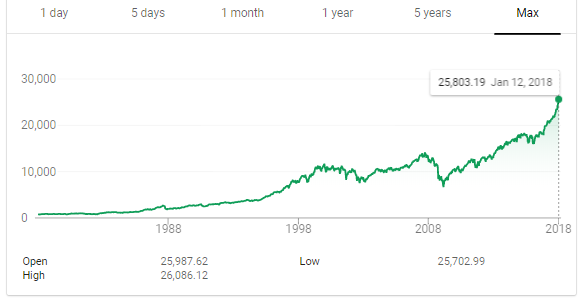 1 day 5 days 1 month 1 year 5 years Max
30,000
25,803.19 Jan 12, 2018
20,000
10,000
0
1988 1998 2008 2018
Open 25,987.62 Low 25,702.99
High 26,086.12